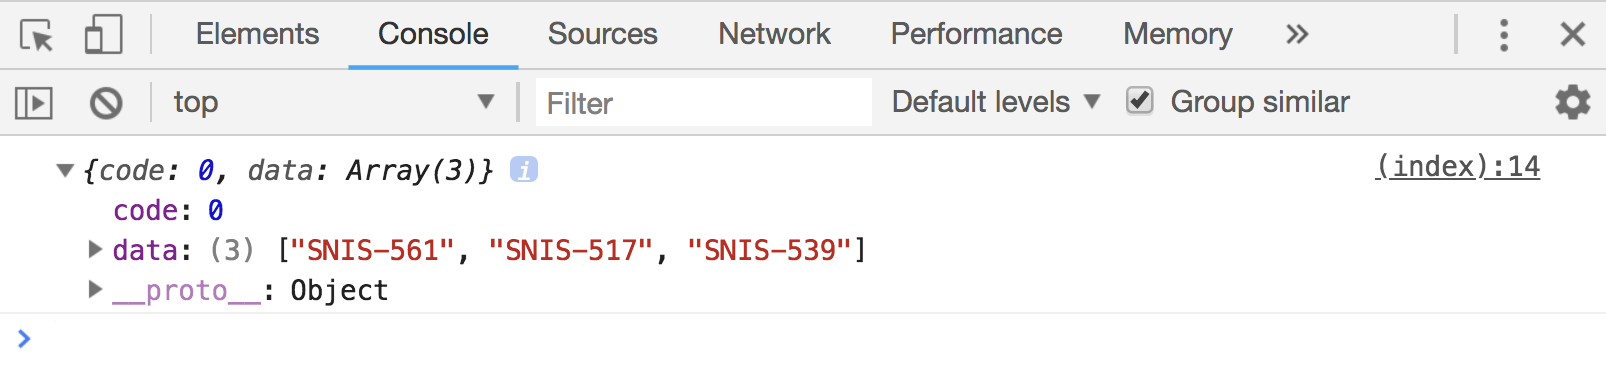 Elements Console Sources Network Performance Memory »
top Filter Default levels Group similar
{code: 0, data: Array(3)} i (index):14
code: 0
data: (3) ["SNIS-561", "SNIS-517", "SNIS-539"]
__proto__: Object